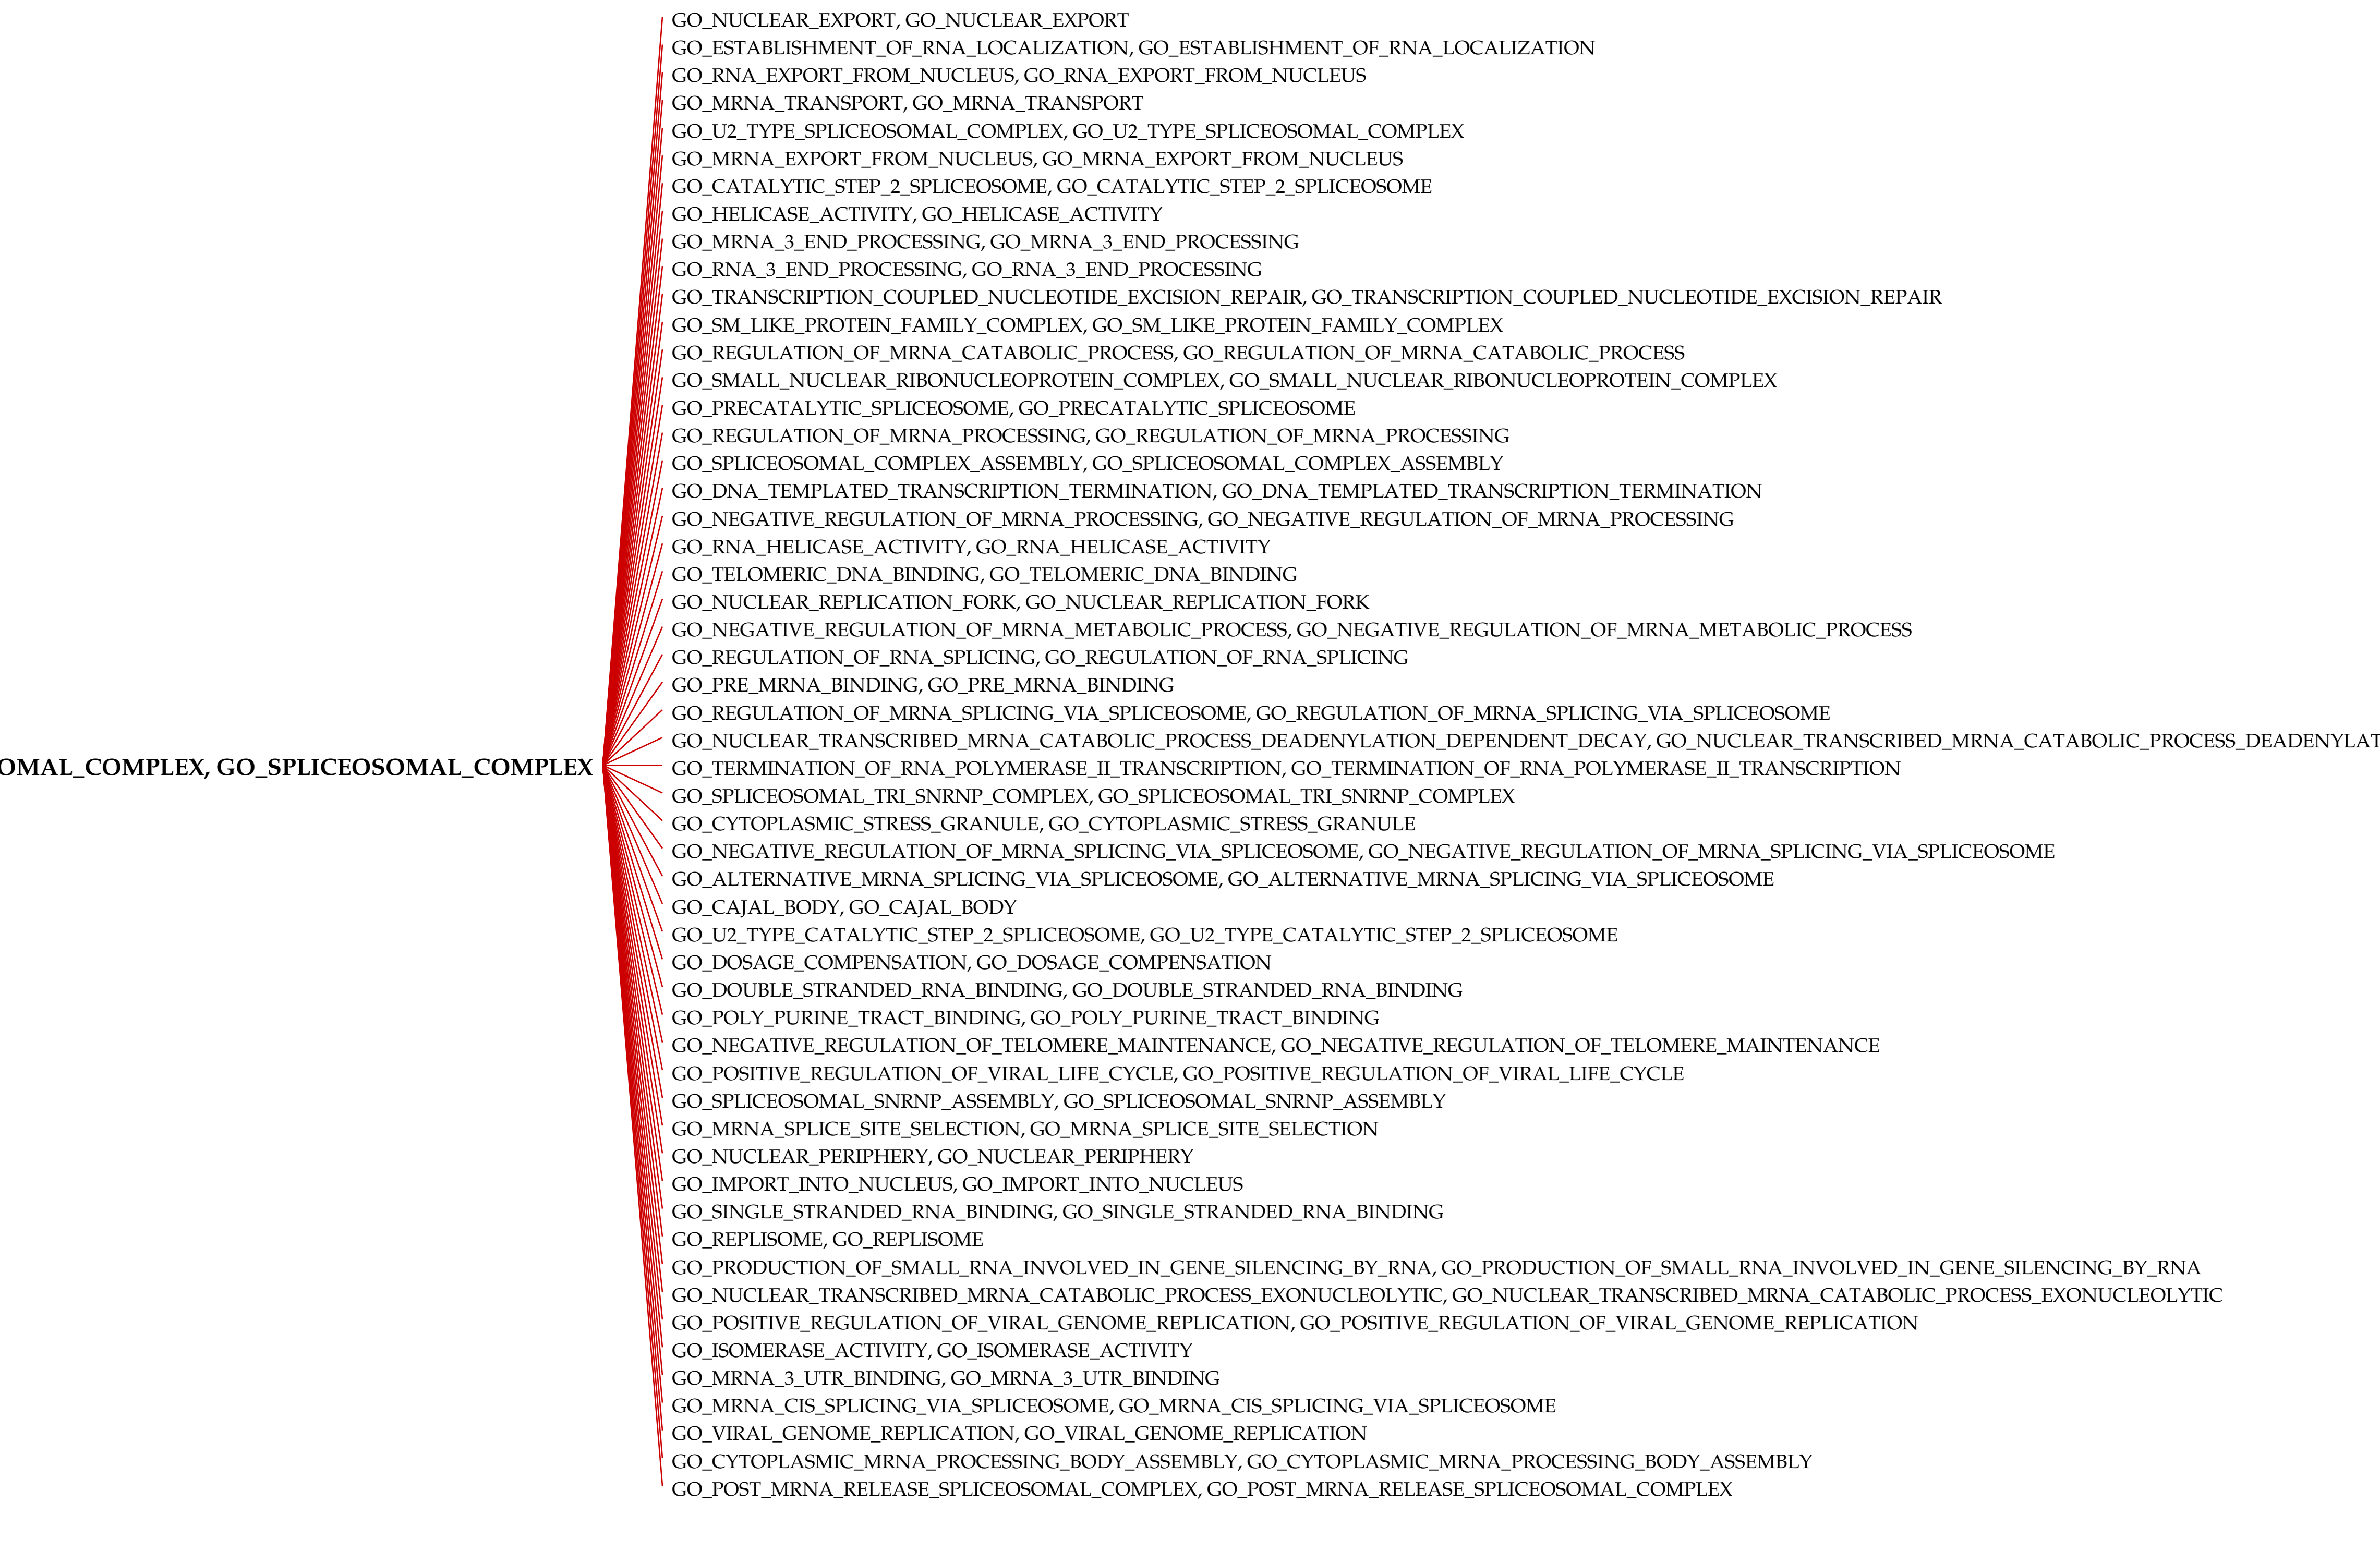 GO_NUCLEAR_EXPORT, GO_NUCLEAR_EXPORT
GO_ESTABLISHMENT_OF_RNA_LOCALIZATION, GO_ESTABLISHMENT_OF_RNA_LOCALIZATION
GO_RNA_EXPORT_FROM_NUCLEUS, GO_RNA_EXPORT_FROM_NUCLEUS
GO_MRNA_TRANSPORT, GO_MRNA_TRANSPORT
GO_U2_TYPE_SPLICEOSOMAL_COMPLEX, GO_U2_TYPE_SPLICEOSOMAL_COMPLEX
GO_MRNA_EXPORT_FROM_NUCLEUS, GO_MRNA_EXPORT_FROM_NUCLEUS
GO_CATALYTIC_STEP_2_SPLICEOSOME, GO_CATALYTIC_STEP_2_SPLICEOSOME
GO_HELICASE_ACTIVITY, GO_HELICASE_ACTIVITY
GO_MRNA_3_END_PROCESSING, GO_MRNA_3_END_PROCESSING
GO_RNA_3_END_PROCESSING, GO_RNA_3_END_PROCESSING
GO_TRANSCRIPTION_COUPLED_NUCLEOTIDE_EXCISION_REPAIR, GO_TRANSCRIPTION_COUPLED_NUCLEOTIDE_EXCISION_REPAIR
GO_SM_LIKE_PROTEIN_FAMILY_COMPLEX, GO_SM_LIKE_PROTEIN_FAMILY_COMPLEX
GO_REGULATION_OF_MRNA_CATABOLIC_PROCESS, GO_REGULATION_OF_MRNA_CATABOLIC_PROCESS
GO_SMALL_NUCLEAR_RIBONUCLEOPROTEIN_COMPLEX, GO_SMALL_NUCLEAR_RIBONUCLEOPROTEIN_COMPLEX
GO_PRECATALYTIC_SPLICEOSOME, GO_PRECATALYTIC_SPLICEOSOME
GO_REGULATION_OF_MRNA_PROCESSING, GO_REGULATION_OF_MRNA_PROCESSING
GO_SPLICEOSOMAL_COMPLEX_ASSEMBLY, GO_SPLICEOSOMAL_COMPLEX_ASSEMBLY
GO_DNA_TEMPLATED_TRANSCRIPTION_TERMINATION, GO_DNA_TEMPLATED_TRANSCRIPTION_TERMINATION
GO_NEGATIVE_REGULATION_OF_MRNA_PROCESSING, GO_NEGATIVE_REGULATION_OF_MRNA_PROCESSING
GO_RNA_HELICASE_ACTIVITY, GO_RNA_HELICASE_ACTIVITY
GO_TELOMERIC_DNA_BINDING, GO_TELOMERIC_DNA_BINDING
GO_NUCLEAR_REPLICATION_FORK, GO_NUCLEAR_REPLICATION_FORK
GO_NEGATIVE_REGULATION_OF_MRNA_METABOLIC_PROCESS, GO_NEGATIVE_REGULATION_OF_MRNA_METABOLIC_PROCESS
GO_REGULATION_OF_RNA_SPLICING, GO_REGULATION_OF_RNA_SPLICING
GO_PRE_MRNA_BINDING, GO_PRE_MRNA_BINDING
GO_REGULATION_OF_MRNA_SPLICING_VIA_SPLICEOSOME, GO_REGULATION_OF_MRNA_SPLICING_VIA_SPLICEOSOME
GO_NUCLEAR_TRANSCRIBED_MRNA_CATABOLIC_PROCESS_DEADENYLATION_DEPENDENT_DECAY, GO_NUCLEAR_TRANSCRIBED_MRNA_CATABOLIC_PROCESS_DEADENYLAT
OMAL_COMPLEX, GO_SPLICEOSOMAL_COMPLEX
GO_TERMINATION_OF_RNA_POLYMERASE_II_TRANSCRIPTION, GO_TERMINATION_OF_RNA_POLYMERASE_II_TRANSCRIPTION
GO_SPLICEOSOMAL_TRI_SNRNP_COMPLEX, GO_SPLICEOSOMAL_TRI_SNRNP_COMPLEX
GO_CYTOPLASMIC_STRESS_GRANULE, GO_CYTOPLASMIC_STRESS_GRANULE
GO_NEGATIVE_REGULATION_OF_MRNA_SPLICING_VIA_SPLICEOSOME, GO_NEGATIVE_REGULATION_OF_MRNA_SPLICING_VIA_SPLICEOSOME
GO_ALTERNATIVE_MRNA_SPLICING_VIA_SPLICEOSOME, GO_ALTERNATIVE_MRNA_SPLICING_VIA_SPLICEOSOME
GO_CAJAL_BODY, GO_CAJAL_BODY
GO_U2_TYPE_CATALYTIC_STEP_2_SPLICEOSOME, GO_U2_TYPE_CATALYTIC_STEP_2_SPLICEOSOME
GO_DOSAGE_COMPENSATION, GO_DOSAGE_COMPENSATION
GO_DOUBLE_STRANDED_RNA_BINDING, GO_DOUBLE_STRANDED_RNA_BINDING
GO_POLY_PURINE_TRACT_BINDING, GO_POLY_PURINE_TRACT_BINDING
GO_NEGATIVE_REGULATION_OF_TELOMERE_MAINTENANCE, GO_NEGATIVE_REGULATION_OF_TELOMERE_MAINTENANCE
GO_POSITIVE_REGULATION_OF_VIRAL_LIFE_CYCLE, GO_POSITIVE_REGULATION_OF_VIRAL_LIFE_CYCLE
GO_SPLICEOSOMAL_SNRNP_ASSEMBLY, GO_SPLICEOSOMAL_SNRNP_ASSEMBLY
GO_MRNA_SPLICE_SITE_SELECTION, GO_MRNA_SPLICE_SITE_SELECTION
GO_NUCLEAR_PERIPHERY, GO_NUCLEAR_PERIPHERY
GO_IMPORT_INTO_NUCLEUS, GO_IMPORT_INTO_NUCLEUS
GO_SINGLE_STRANDED_RNA_BINDING, GO_SINGLE_STRANDED_RNA_BINDING
GO_REPLISOME, GO_REPLISOME
GO_PRODUCTION_OF_SMALL_RNA_INVOLVED_IN_GENE_SILENCING_BY_RNA, GO_PRODUCTION_OF_SMALL_RNA_INVOLVED_IN_GENE_SILENCING_BY_RNA
GO_NUCLEAR_TRANSCRIBED_MRNA_CATABOLIC_PROCESS_EXONUCLEOLYTIC, GO_NUCLEAR_TRANSCRIBED_MRNA_CATABOLIC_PROCESS_EXONUCLEOLYTIC
GO_POSITIVE_REGULATION_OF_VIRAL_GENOME_REPLICATION, GO_POSITIVE_REGULATION_OF_VIRAL_GENOME_REPLICATION
GO_ISOMERASE_ACTIVITY, GO_ISOMERASE_ACTIVITY
GO_MRNA_3_UTR_BINDING, GO_MRNA_3_UTR_BINDING
GO_MRNA_CIS_SPLICING_VIA_SPLICEOSOME, GO_MRNA_CIS_SPLICING_VIA_SPLICEOSOME
GO_VIRAL_GENOME_REPLICATION, GO_VIRAL_GENOME_REPLICATION
GO_CYTOPLASMIC_MRNA_PROCESSING_BODY_ASSEMBLY, GO_CYTOPLASMIC_MRNA_PROCESSING_BODY_ASSEMBLY
GO_POST_MRNA_RELEASE_SPLICEOSOMAL_COMPLEX, GO_POST_MRNA_RELEASE_SPLICEOSOMAL_COMPLEX